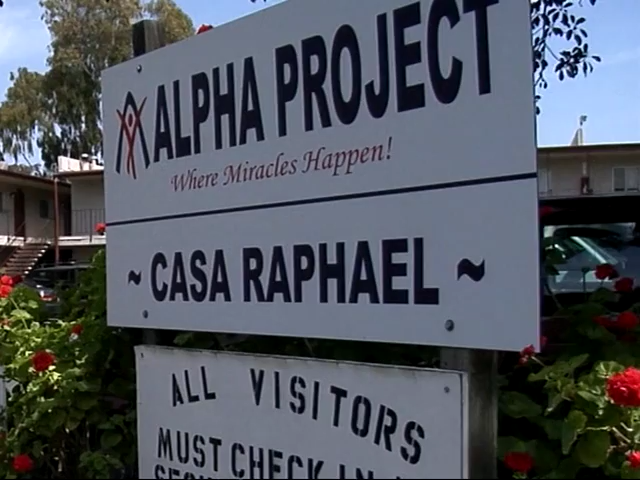 ALPHA PROJECT
Where Miracles Happen!
~ CASA RAPHAEL ~
ALL VISITORS
MUST CHECK IN